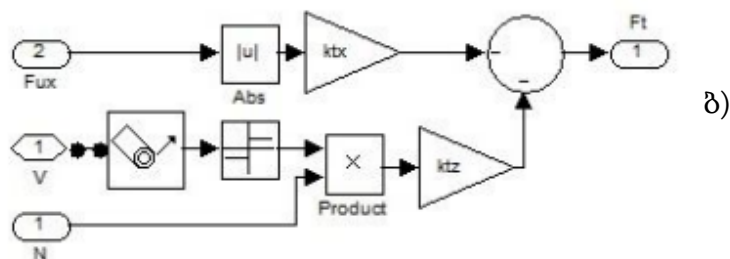 Ft
2
|u|
ktx
1
Fux
Abs
ბ)
1
×
ktz
V
Product
1
N